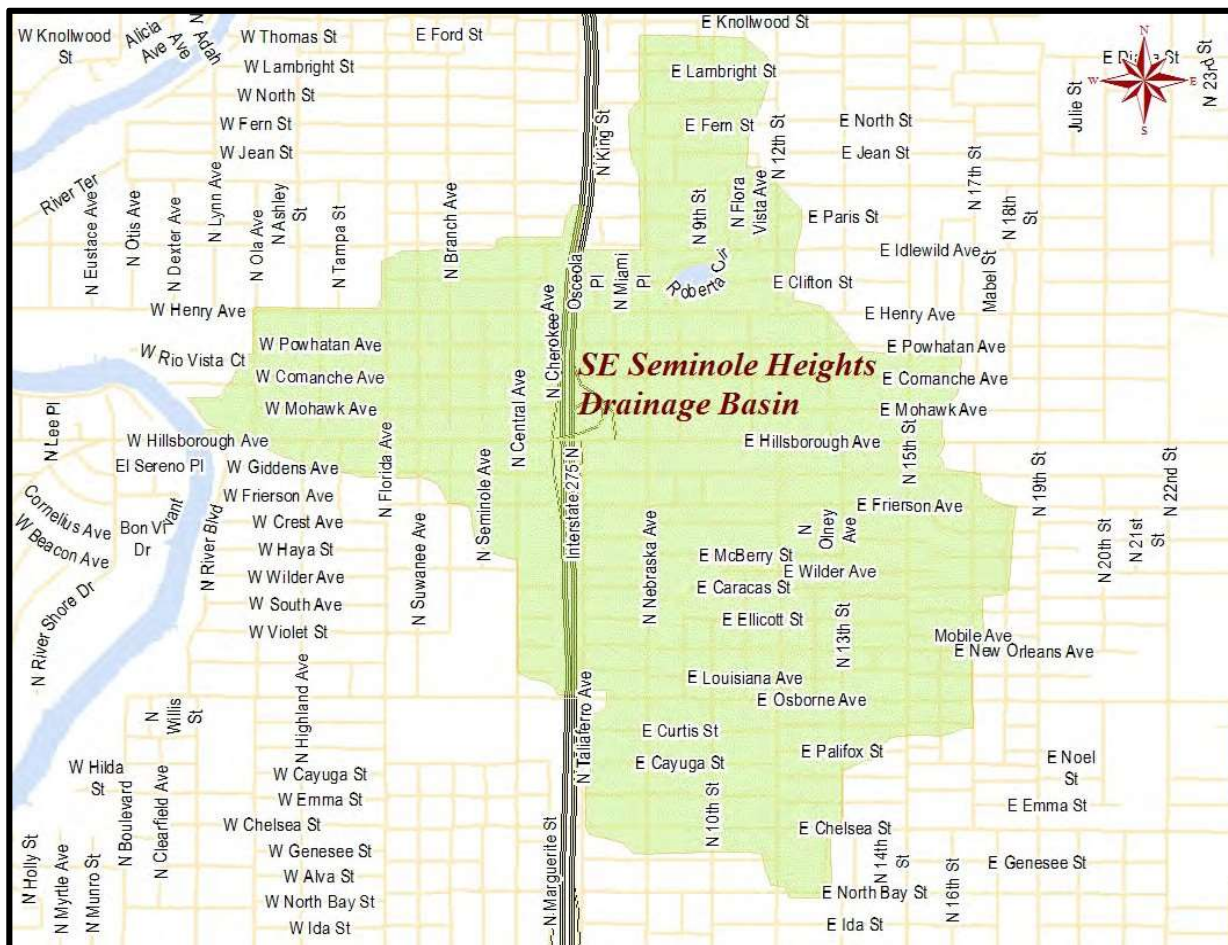 E Knollwood St
W Knollwood
St
Alicia
Ave
Ave
N Adah
W Thomas St
E Ford St
W Lambright St
E Lambright St
W North St
W Fern St
E Fern St
E North St
W Jean St
E Jean St
N King St
N 12th St
Julie St
N 23rd St
N
W
E
S
River Ter
N Eustace Ave
N Otis Ave
N Dexter Ave
N Lynn Ave
N Ola Ave
N Ashley
St
N Tampa St
N Branch Ave
N 9th St
N Flora
Vista Ave
N 17th St
N 18th
St
E Paris St
E Idlewild Ave
Mabel St
Osceola
Pl
N Miami
Pl
Roberta Cir
E Clifton St
W Henry Ave
E Henry Ave
N Cherokee Ave
W Powhatan Ave
E Powhatan Ave
W Rio Vista Ct
W Comanche Ave
E Comanche Ave
SE Seminole Heights
Drainage Basin
W Mohawk Ave
E Mohawk Ave
N Lee Pl
W Hillsborough Ave
E Hillsborough Ave
N Central Ave
N 15th St
El Sereno Pl
W Giddens Ave
N Florida Ave
N Seminole Ave
Interstate 275 N
N 19th St
N 22nd St
W Frierson Ave
E Frierson Ave
Cornelius Ave
W Beacon Ave
Bon Vivant
Dr
N River Blvd
W Crest Ave
N
Olney
Ave
N 20th St
N 21st
St
W Haya St
E McBerry St
N Suwanee Ave
N Nebraska Ave
W Wilder Ave
E Wilder Ave
E Caracas St
N River Shore Dr
W South Ave
E Ellicott St
W Violet St
N 13th St
Mobile Ave
E New Orleans Ave
N Highland Ave
E Louisiana Ave
E Osborne Ave
N
Willis
St
N Taliaferro Ave
E Curtis St
E Palifox St
W Hilda
St
N Boulevard
N Clearfield Ave
W Cayuga St
E Cayuga St
E Noel
St
W Emma St
E Emma St
N 10th St
W Chelsea St
E Chelsea St
N Holly St
N Myrtle Ave
N Munro St
W Genesee St
E Genesee St
N Marguerite St
N 14th
St
N 16th St
W Alva St
W North Bay St
E North Bay St
W Ida St
E Ida St